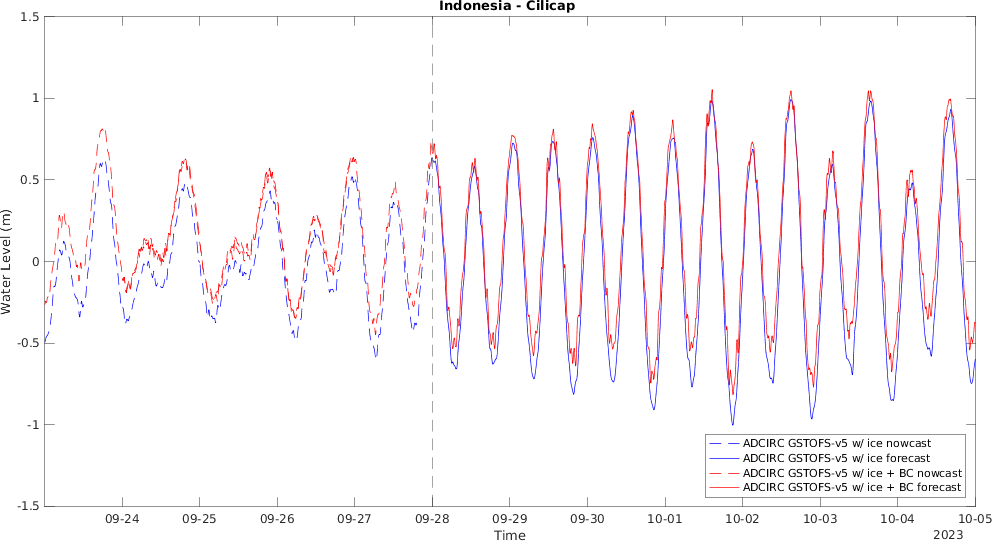 Indonesia - Cilicap
1.5
1
0.5
0
-0.5
-1
-1.5
Water Level (m)
09-24 09-25 09-26 09-27 09-28 09-29 09-30 10-01 10-02 10-03 10-04 10-05
Time
2023
ADCIRC GSTOFS-v5 w/ ice nowcast
ADCIRC GSTOFS-v5 w/ ice forecast
ADCIRC GSTOFS-v5 w/ ice + BC nowcast
ADCIRC GSTOFS-v5 w/ ice + BC forecast